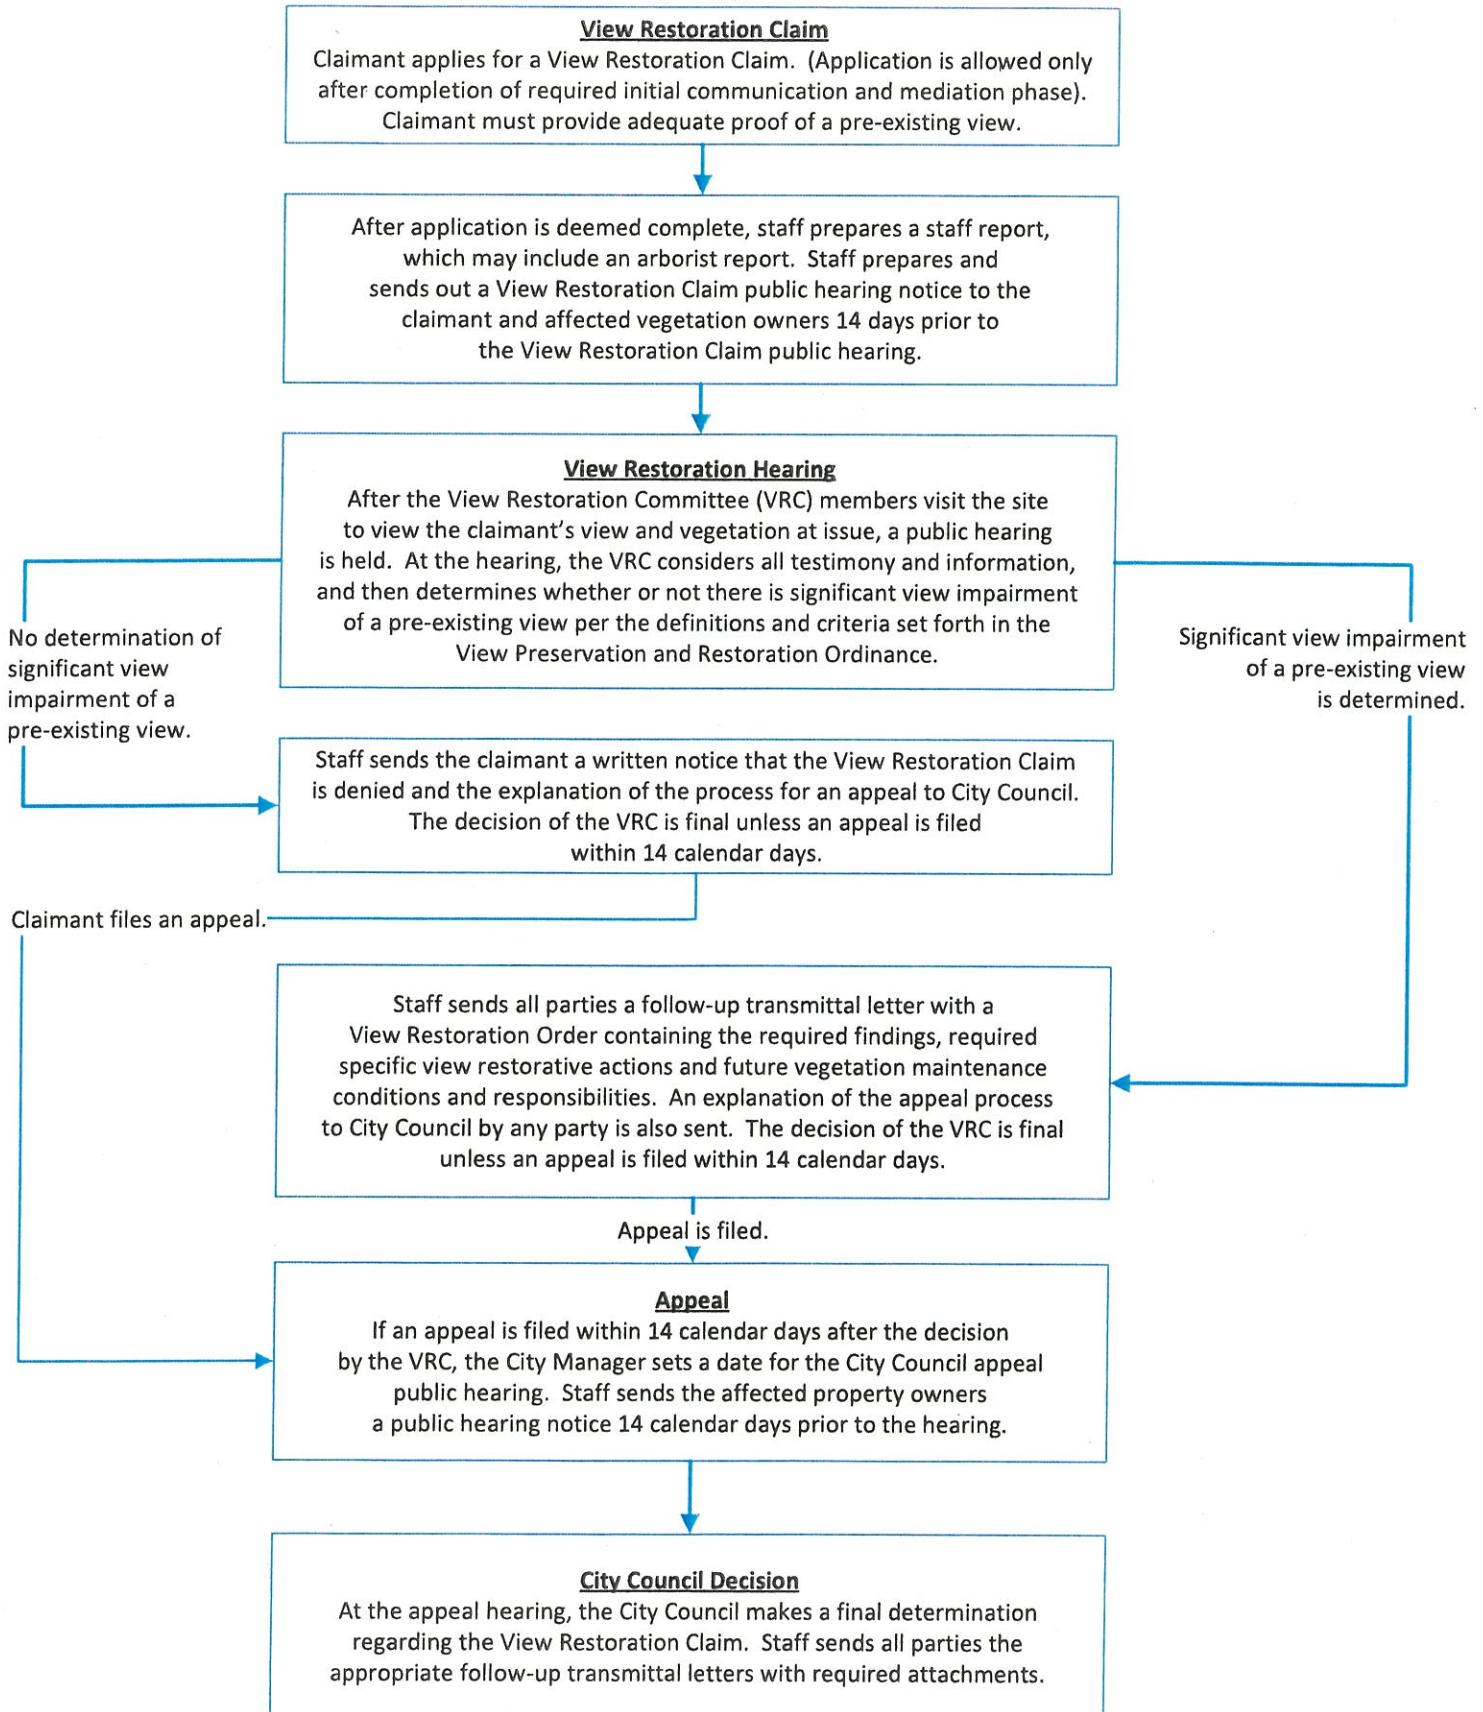 View Restoration Claim
Claimant applies for a View Restoration Claim.  (Application is allowed only
after completion of required initial communication and mediation phase).
Claimant must provide adequate proof of a pre-existing view.
After application is deemed complete, staff prepares a staff report,
which may include an arborist report.  Staff prepares and
sends out a View Restoration Claim public hearing notice to the
claimant and affected vegetation owners 14 days prior to
the View Restoration Claim public hearing.
View Restoration Hearing
After the View Restoration Committee (VRC) members visit the site
to view the claimant's view and vegetation at issue, a public hearing
is held.  At the hearing, the VRC considers all testimony and information,
and then determines whether or not there is significant view impairment
of a pre-existing view per the definitions and criteria set forth in the
View Preservation and Restoration Ordinance.
No determination of
significant view
impairment of a
pre-existing view.
Significant view impairment
of a pre-existing view
is determined.
Staff sends the claimant a written notice that the View Restoration Claim
is denied and the explanation of the process for an appeal to City Council.
The decision of the VRC is final unless an appeal is filed
within 14 calendar days.
Claimant files an appeal.
Staff sends all parties a follow-up transmittal letter with a
View Restoration Order containing the required findings, required
specific view restorative actions and future vegetation maintenance
conditions and responsibilities.  An explanation of the appeal process
to City Council by any party is also sent.  The decision of the VRC is final
unless an appeal is filed within 14 calendar days.
Appeal is filed.
Appeal
If an appeal is filed within 14 calendar days after the decision
by the VRC, the City Manager sets a date for the City Council appeal
public hearing.  Staff sends the affected property owners
a public hearing notice 14 calendar days prior to the hearing.
City Council Decision
At the appeal hearing, the City Council makes a final determination
regarding the View Restoration Claim.  Staff sends all parties the
appropriate follow-up transmittal letters with required attachments.